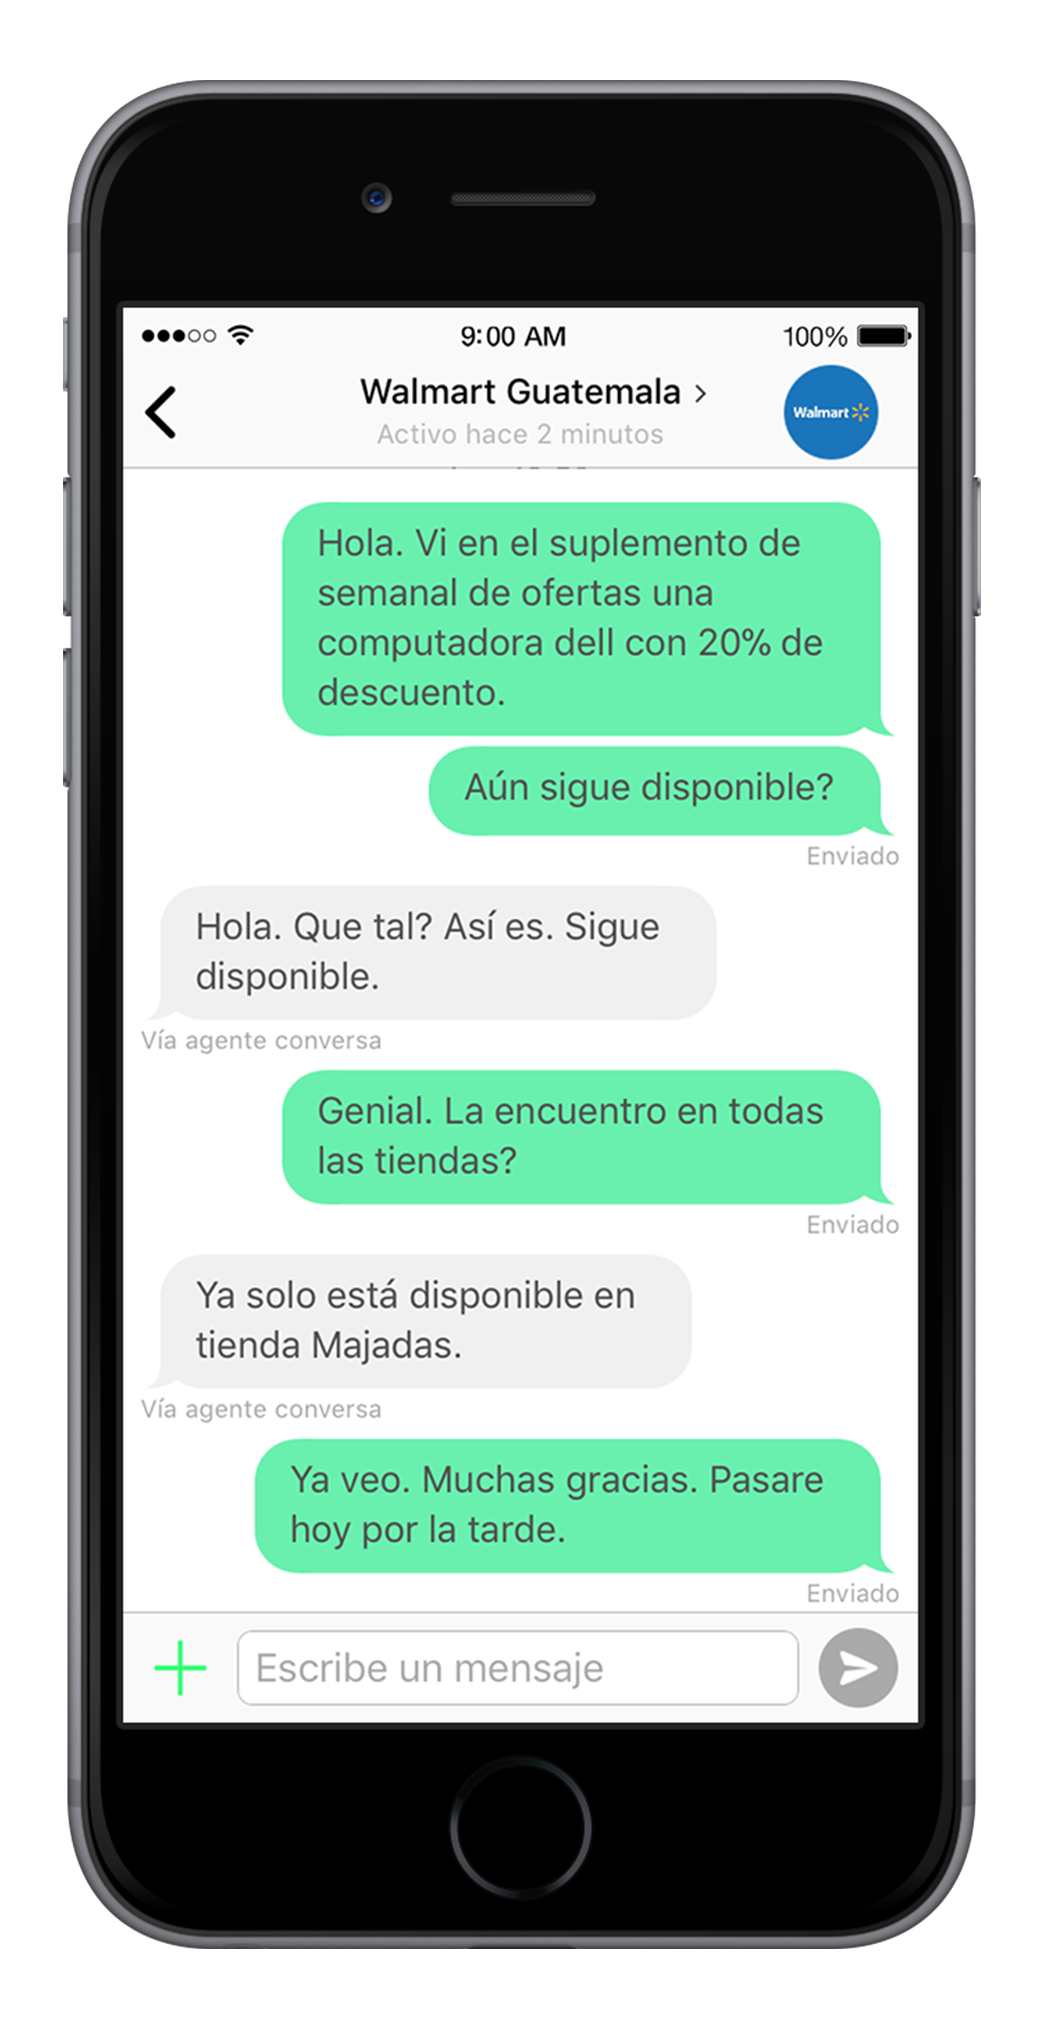 9:00 AM
100%
Walmart Guatemala
Activo hace 2 minutos
Walmart
Hola. Vi en el suplemento de
semanal de ofertas una
computadora dell con 20% de
descuento.
Aún sigue disponible?
Enviado
Hola. Que tal? Así es. Sigue
disponible.
Vía agente conversa
Genial. La encuentro en todas
las tiendas?
Enviado
Ya solo está disponible en
tienda Majadas.
Vía agente conversa
Ya veo. Muchas gracias. Pasare
hoy por la tarde.
Enviado
Escribe un mensaje